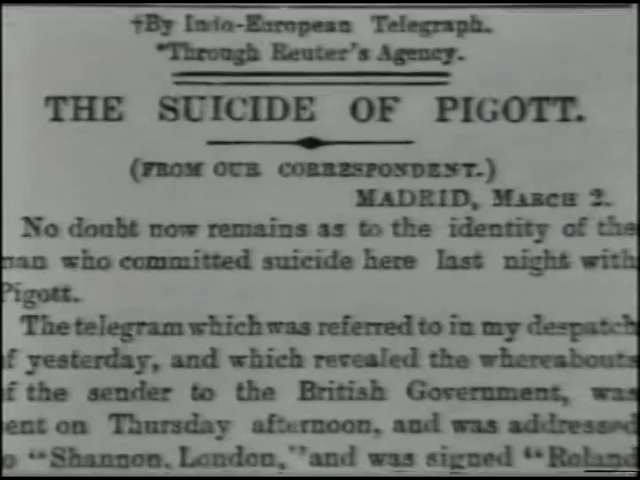 †By Indo-European Telegraph.
*Through Reuter's Agency.
THE SUICIDE OF PIGOTT.
(FROM OUR CORRESPONDENT.)
MADRID, MARCH 2.
No doubt now remains as to the identity of the
man who committed suicide here last night with
Pigott.
The telegram which was referred to in my despatch
of yesterday, and which revealed the whereabouts
of the sender to the British Government, was
sent on Thursday afternoon, and was addressed
to "Shannon, London," and was signed "Roland